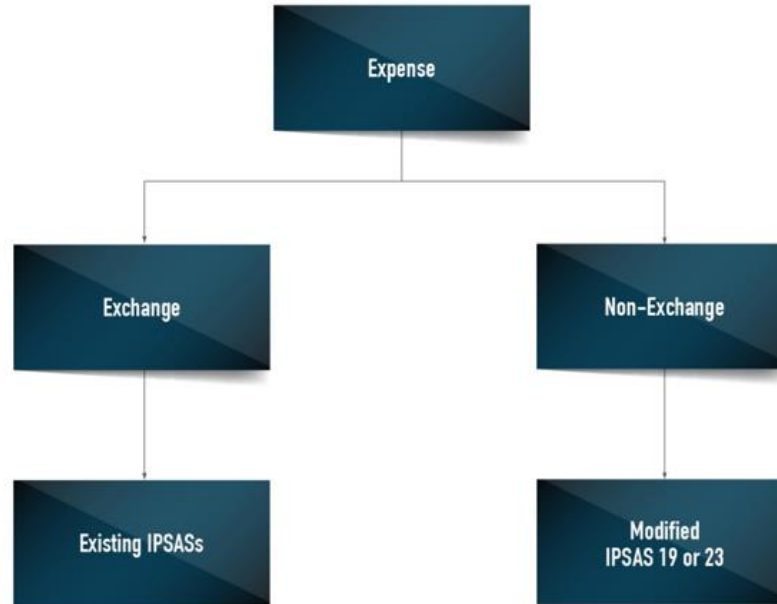 Expense
Exchange
Non-Exchange
Existing IPSASs
Modified
IPSAS 19 or 23